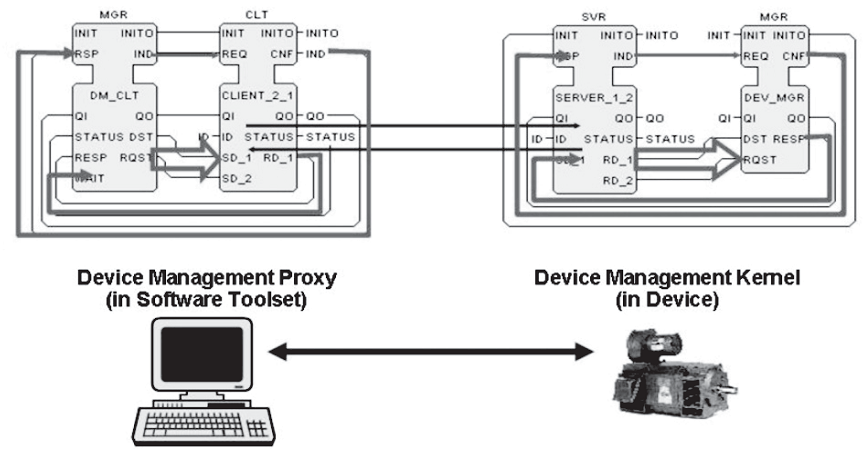 MGR CLT
INIT INITO INIT INITO INITO
RSP IND REQ CNF IND
DM_CLT CLIENT_2_1
QI QO QI QO QO
STATUS DST ID ID STATUS STATUS
RESP RQST SD_1 RD_1
WAIT SD_2
SVR MGR
INIT INITO INITO INIT INIT INITO
IND REQ CNF
SERVER_1_2 DEV_MGR
QI QO QO QI QI QO
ID ID STATUS STATUS DST RESP
SD_1 RD_1 RQST
RD_2
Device Management Proxy
(in Software Toolset)
Device Management Kernel
(in Device)